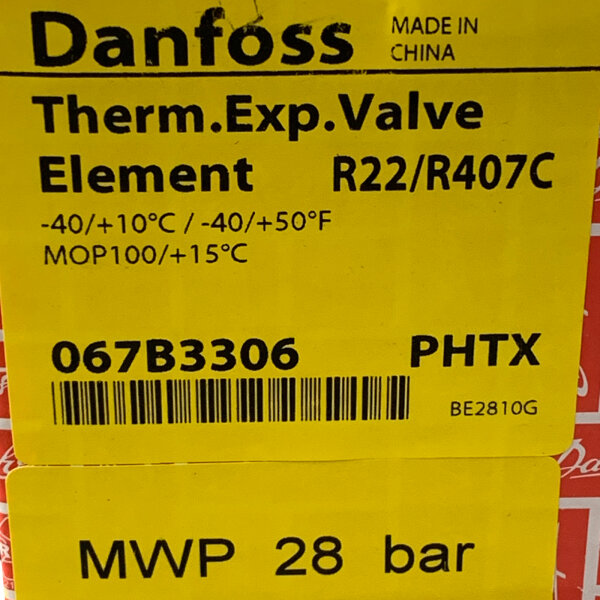 Danfoss MADE IN
CHINA
Therm.Exp.Valve
Element R22/R407C
-40/+10°C / -40/+50°F
MOP100/+15°C
067B3306 PHTX
BE2810G
MWP 28 bar